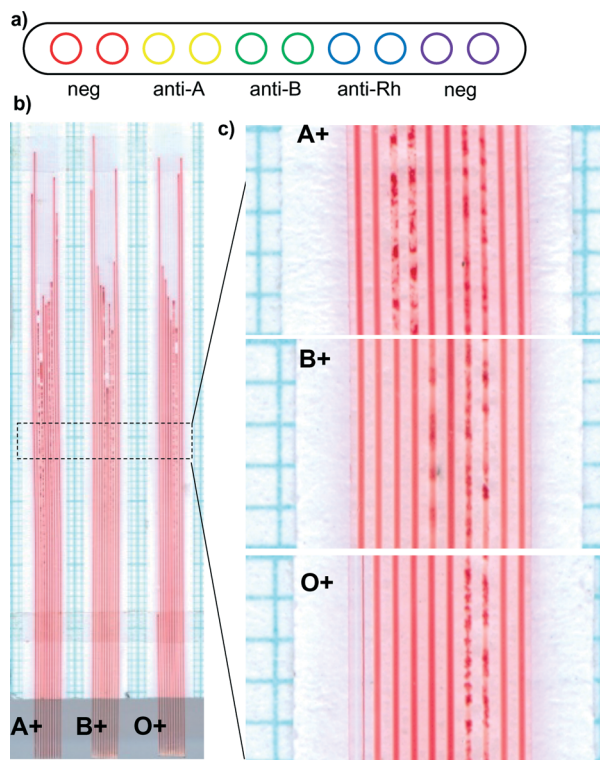 a)
neg anti-A anti-B anti-Rh neg
b)
c)
A+
B+
O+
A+ B+ O+